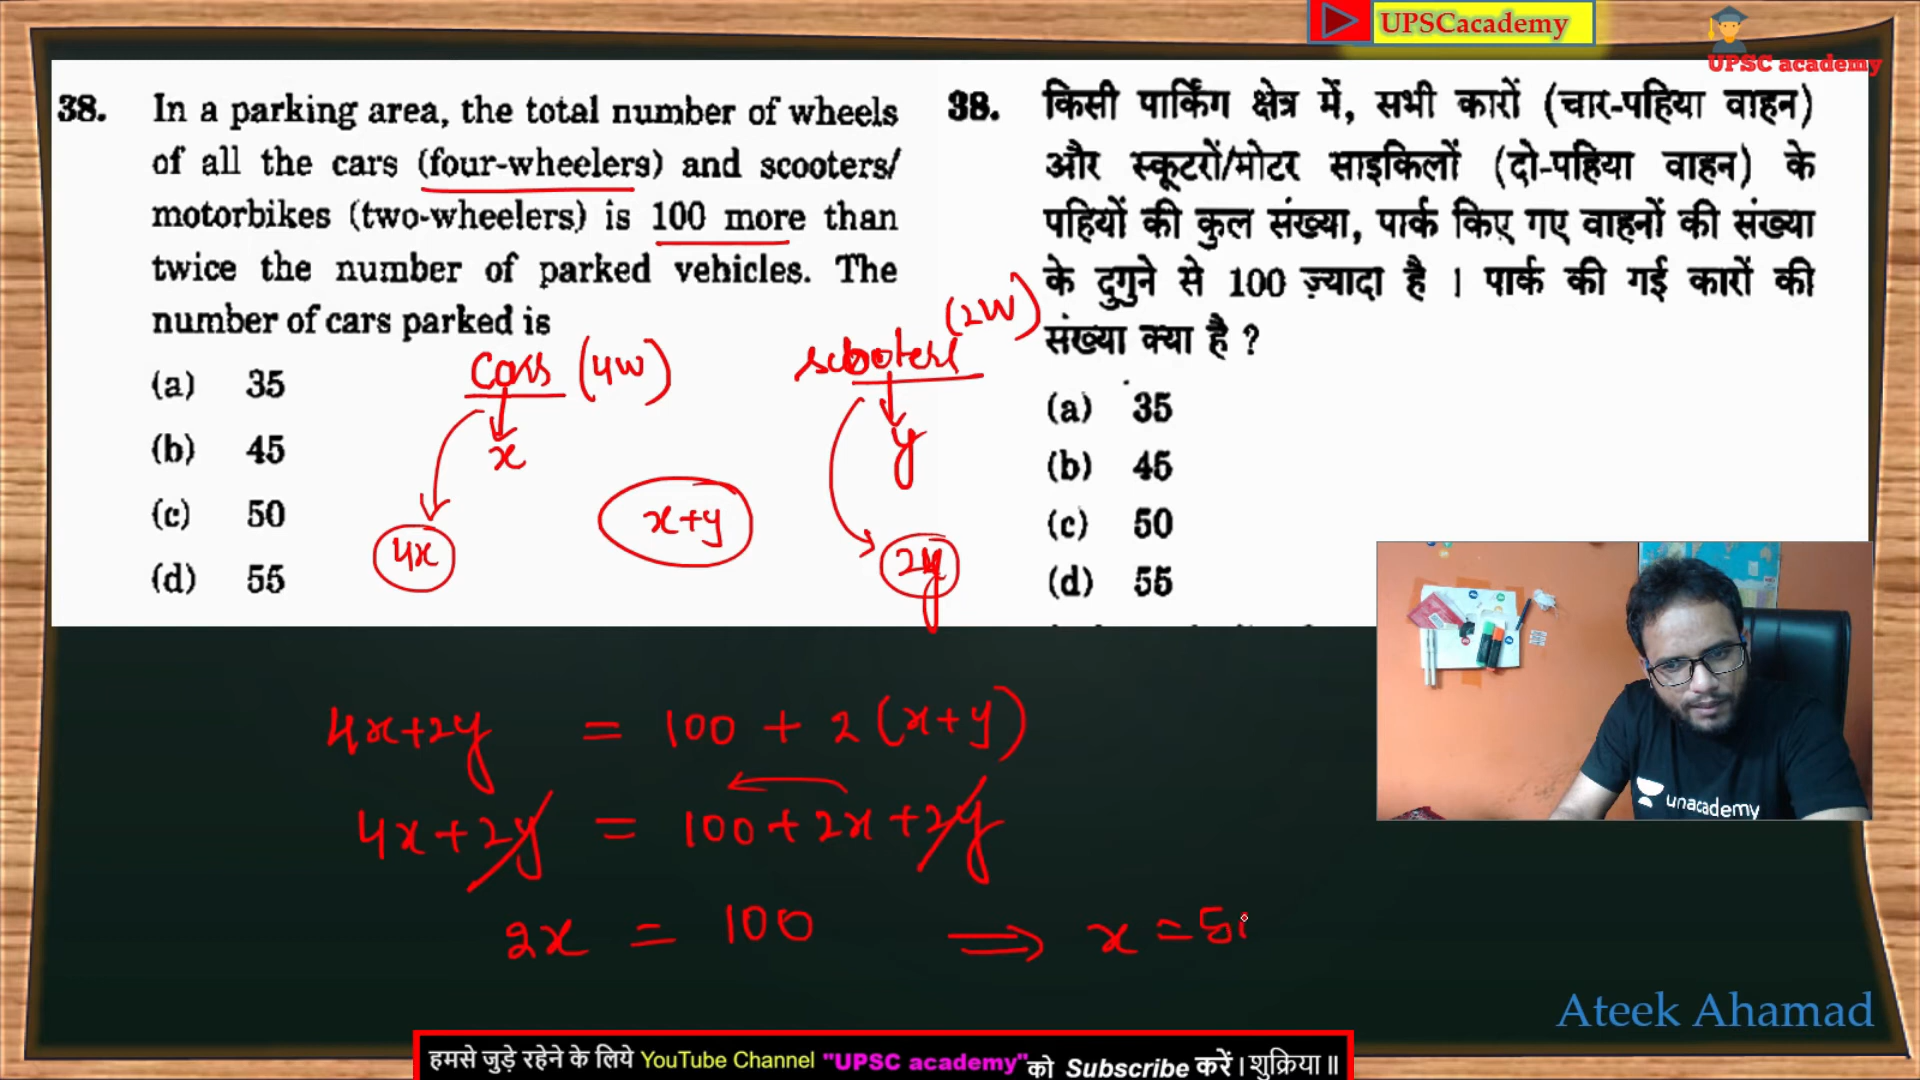 UPSCacademy
UPSC academy
38. In a parking area, the total number of wheels
of all the cars (four-wheelers) and scooters/
motorbikes (two-wheelers) is 100 more than
twice the number of parked vehicles. The
number of cars parked is
(a) 35
(b) 45
(c) 50
(d) 55
38. किसी पार्किंग क्षेत्र में, सभी कारों (चार-पहिया वाहन)
और स्कूटरों/मोटर साइकिलों (दो-पहिया वाहन) के
पहियों की कुल संख्या, पार्क किए गए वाहनों की संख्या
के दुगुने से 100 ज़्यादा है । पार्क की गई कारों की
संख्या क्या है ?
(a) 35
(b) 45
(c) 50
(d) 55
cars (4W)
x
4x
x+y
scooters (2W)
y
2y
4x+2y = 100 + 2(x+y)
4x+2y = 100+2x+2y
2x = 100 ⟹ x=5
unacademy
Ateek Ahamad
हमसे जुड़े रहेने के लिये YouTube Channel "UPSC academy" को Subscribe करें । शुक्रिया ॥